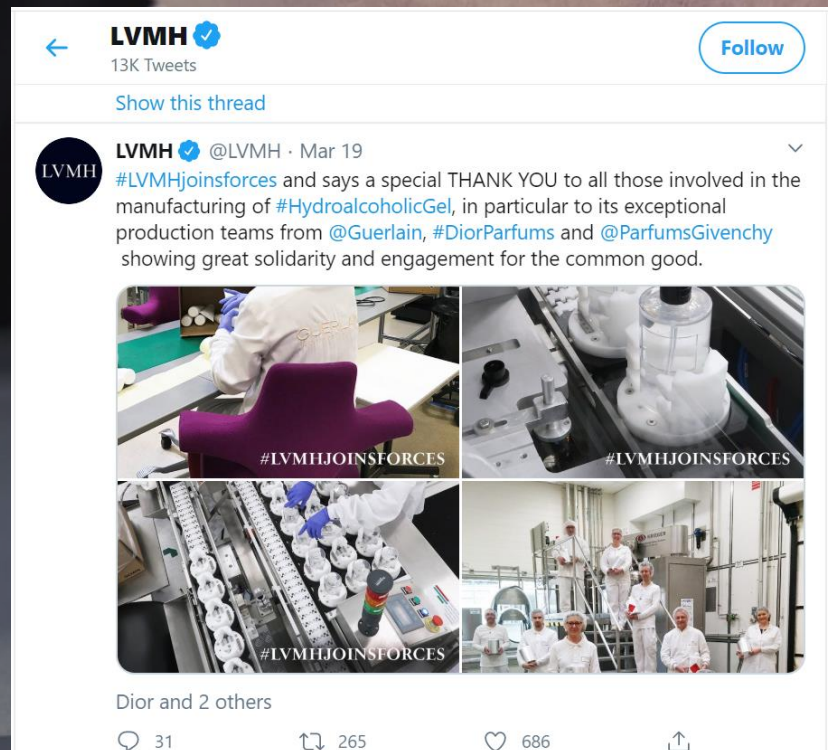 LVMH
13K Tweets
Follow
Show this thread
LVMH
LVMH @LVMH · Mar 19
#LVMHjoinsforces and says a special THANK YOU to all those involved in the
manufacturing of #HydroalcoholicGel, in particular to its exceptional
production teams from @Guerlain, #DiorParfums and @ParfumsGivenchy
showing great solidarity and engagement for the common good.
GUERLAIN
#LVMHJOINSFORCES
#LVMHJOINSFORCES
#LVMHJOINSFORCES
Dior and 2 others
31
265
686